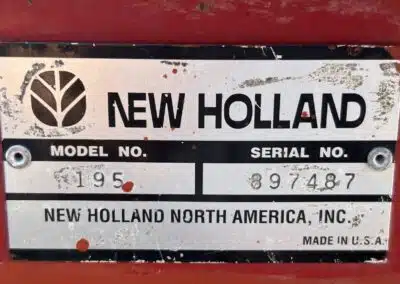 NEW HOLLAND
MODEL NO. SERIAL NO.
195 897487
NEW HOLLAND NORTH AMERICA, INC.
MADE IN U.S.A.